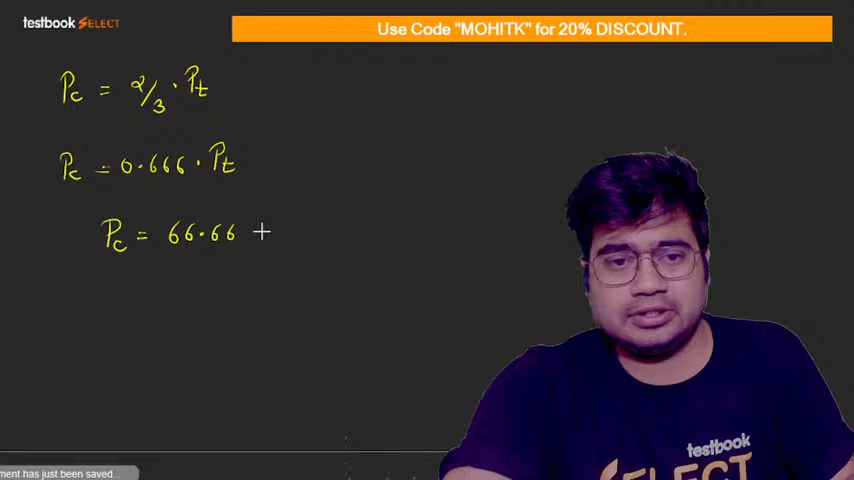 testbook SELECT
Use Code "MOHITK" for 20% DISCOUNT.
Pc = 2/3 · Pt
Pc = 0.666 · Pt
Pc = 66.66
testbook
SELECT
ment has just been saved...